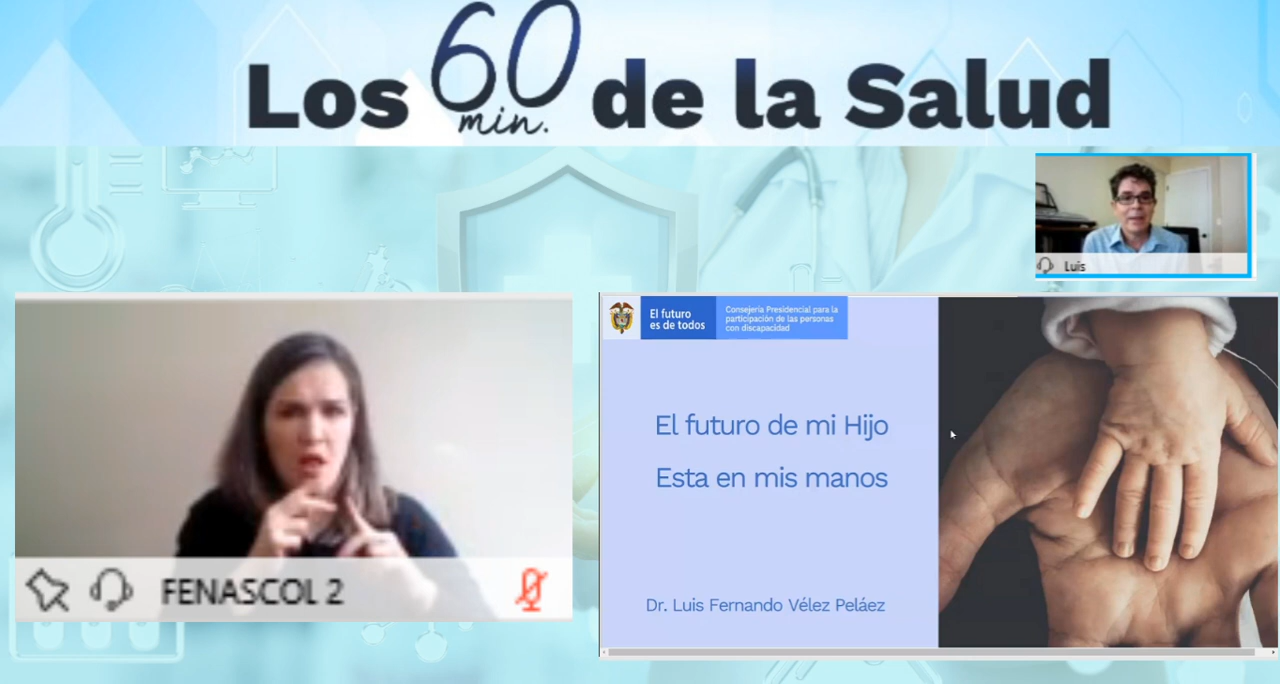 Los 60 min. de la Salud
Luis
El futuro
es de todos
Consejería Presidencial para la
participación de las personas
con discapacidad
El futuro de mi Hijo
Esta en mis manos
Dr. Luis Fernando Vélez Peláez
FENASCOL 2